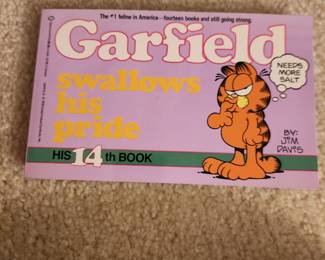 The #1 feline in America—fourteen books and still going strong.
Garfield
swallows
his
pride
NEEDS
MORE
SALT
BY:
JIM
DAVIS
HIS 14th BOOK